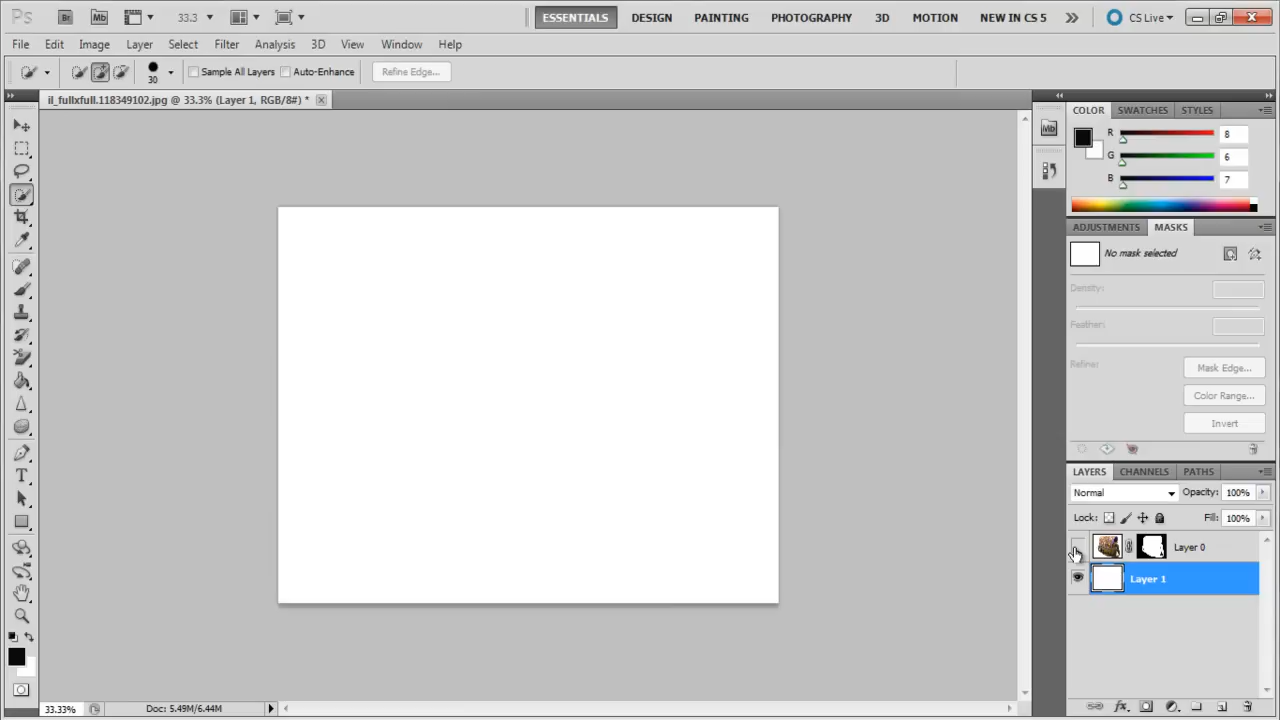 Ps Br Mb 33.3 ESSENTIALS DESIGN PAINTING PHOTOGRAPHY 3D MOTION NEW IN CS 5 CS Live
File Edit Image Layer Select Filter Analysis 3D View Window Help
30 Sample All Layers Auto-Enhance Refine Edge...
il_fullxfull.118349102.jpg @ 33.3% (Layer 1, RGB/8#) *
COLOR SWATCHES STYLES
Mb
R 8
G 6
B 7
ADJUSTMENTS MASKS
No mask selected
Density:
Feather:
Refine: Mask Edge...
Color Range...
Invert
LAYERS CHANNELS PATHS
Normal Opacity: 100%
Lock: Fill: 100%
Layer 0
Layer 1
T
33.33% Doc: 5.49M/6.44M
fx